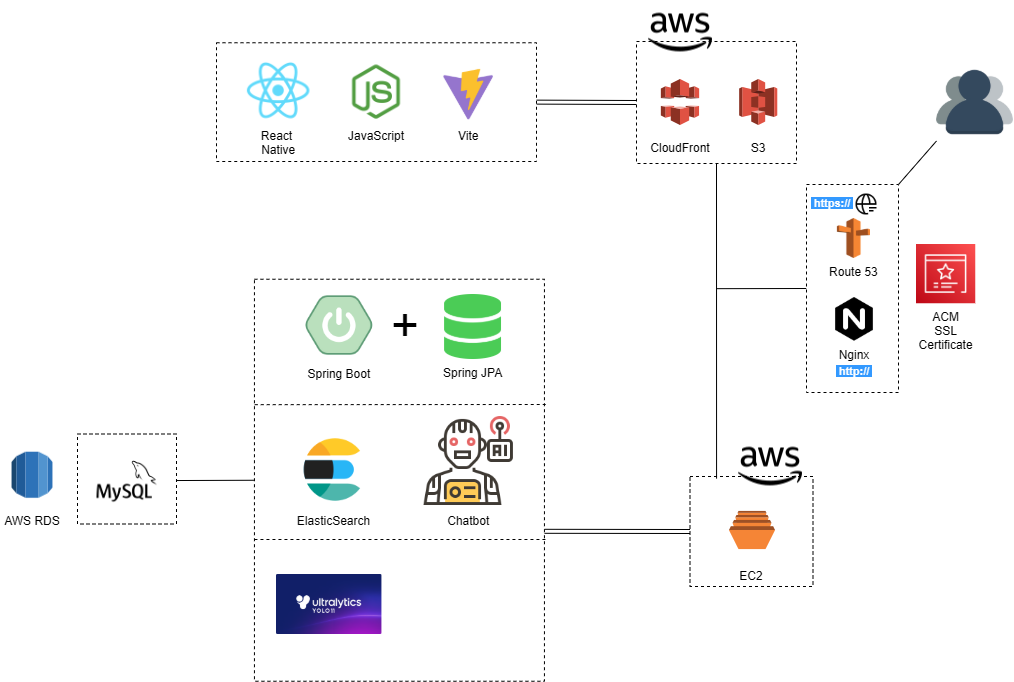 aws
React
Native
JS
JavaScript
Vite
CloudFront
S3
https://
Route 53
N
Nginx
http://
ACM
SSL
Certificate
Spring Boot
+
Spring JPA
AI
ElasticSearch
Chatbot
MySQL
AWS RDS
aws
EC2
ultralytics
YOLO11